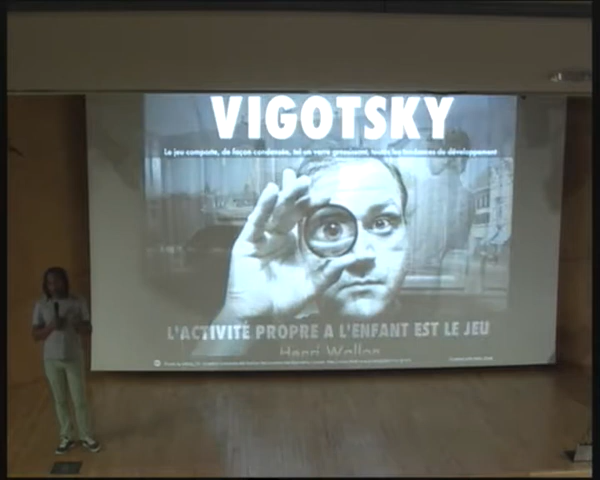 VIGOTSKY
Le jeu comporte, de façon condensée, tel un verre grossissant, toutes les tendances du développement
L'ACTIVITÉ PROPRE A L'ENFANT EST LE JEU
Henri Wallon